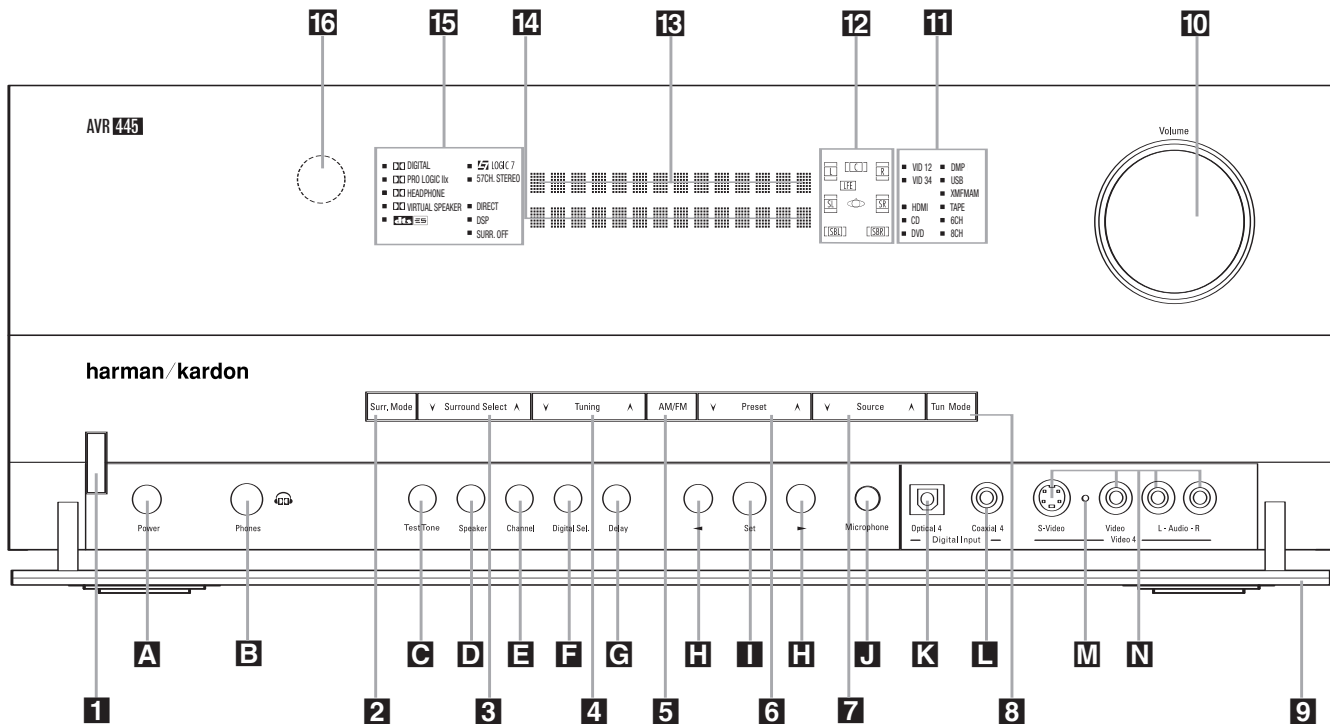 16 15 14 13 12 11 10
AVR 445
Volume
DIGITAL
PRO LOGIC IIx
HEADPHONE
VIRTUAL SPEAKER
dts ES
LOGIC 7
57CH. STEREO
DIRECT
DSP
SURR. OFF
L C R
LFE
SL SR
SBL SBR
VID 12 DMP
VID 34 USB
XMFMAM
HDMI TAPE
CD 6CH
DVD 8CH
harman/kardon
Surr. Mode ∨ Surround Select ∧ ∨ Tuning ∧ AM/FM ∨ Preset ∧ ∨ Source ∧ Tun Mode
Power Phones Test Tone Speaker Channel Digital Sel. Delay ◄ Set ► Microphone Optical 4 Coaxial 4 S-Video Video L - Audio - R
Digital Input Video 4
A B C D E F G H I H J K L M N
1 2 3 4 5 6 7 8 9